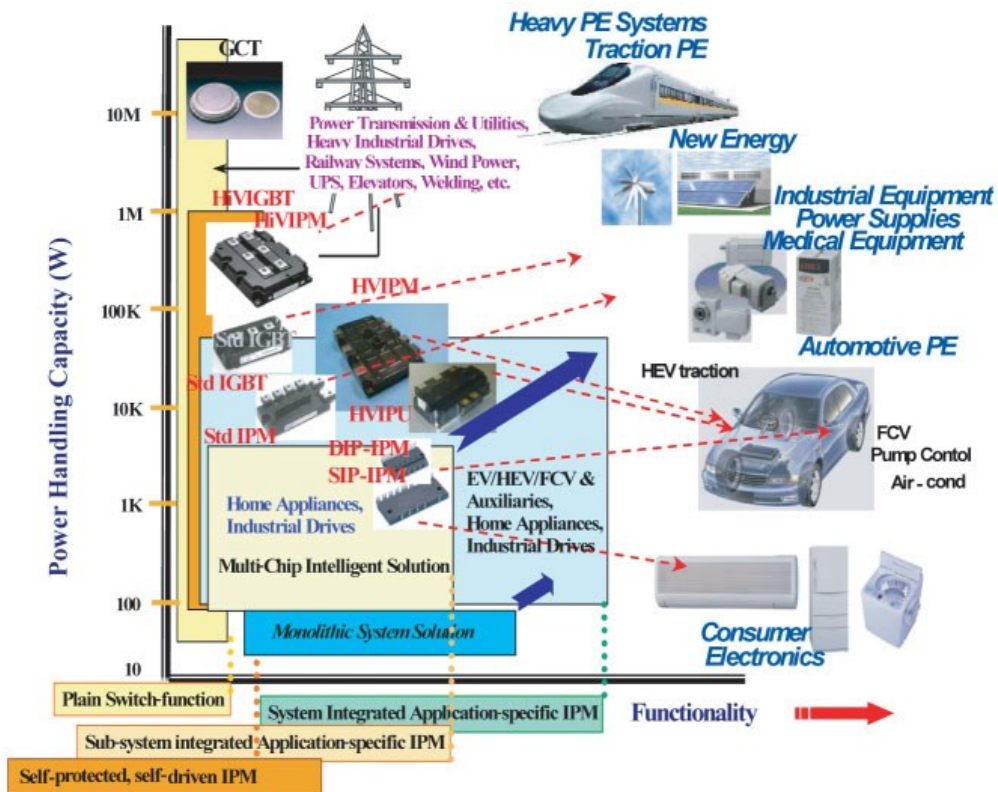 Heavy PE Systems
Traction PE
GCT
10M
Power Transmission & Utilities,
Heavy Industrial Drives,
Railway Systems, Wind Power,
UPS, Elevators, Welding, etc.
New Energy
HiVIGBT
HiVIPM
1M
Industrial Equipment
Power Supplies
Medical Equipment
Power Handling Capacity (W)
HVIPM
100K
Std IGBT
Std IGBT
Automotive PE
HEV traction
10K
HVIPU
Std IPM
DIP-IPM
SIP-IPM
FCV
Pump Contol
Air-cond
1K
Home Appliances,
Industrial Drives
EV/HEV/FCV &
Auxiliaries,
Home Appliances,
Industrial Drives
Multi-Chip Intelligent Solution
100
Monolithic System Solution
Consumer
Electronics
10
Plain Switch-function
System Integrated Application-specific IPM
Functionality
Sub-system integrated Application-specific IPM
Self-protected, self-driven IPM